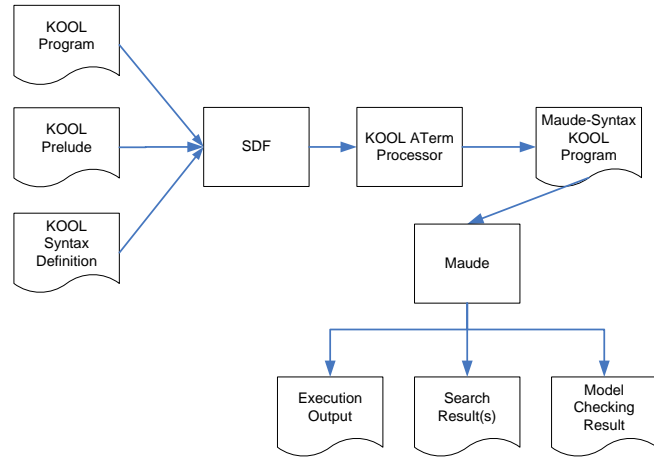 KOOL
Program
KOOL
Prelude
KOOL
Syntax
Definition
SDF
KOOL ATerm
Processor
Maude-Syntax
KOOL
Program
Maude
Execution
Output
Search
Result(s)
Model
Checking
Result